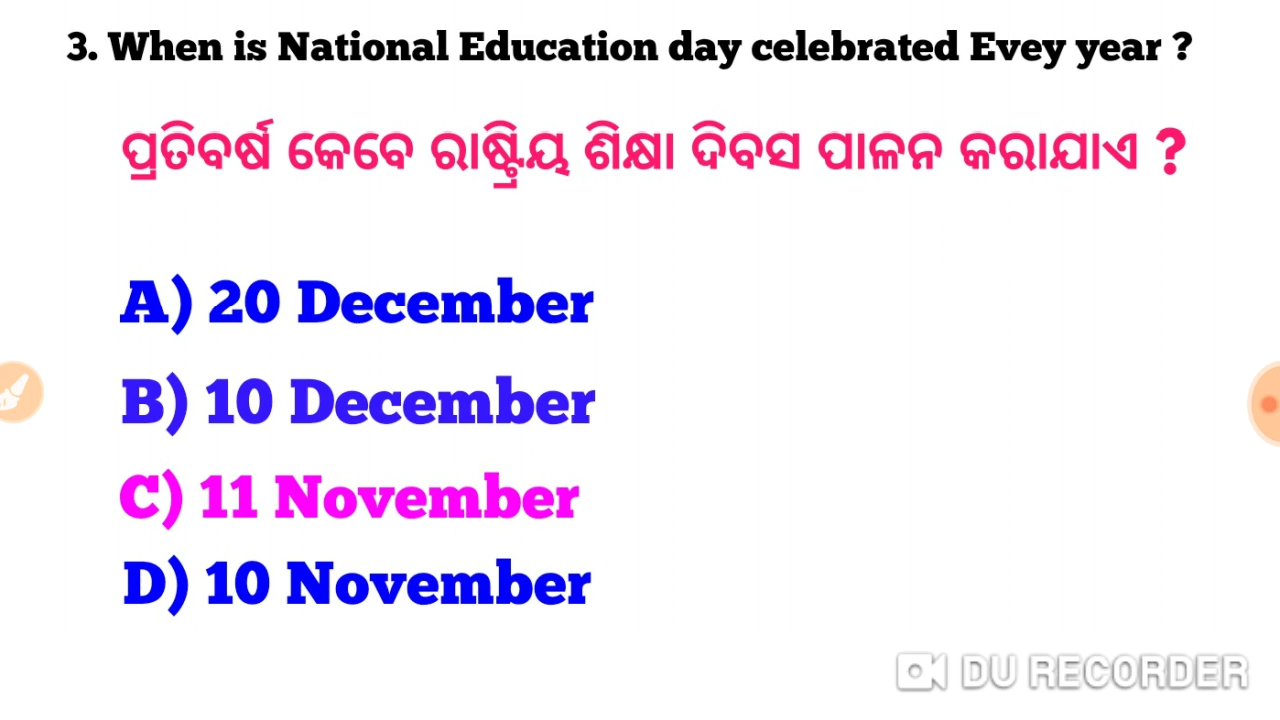 3. When is National Education day celebrated Evey year ?
ପ୍ରତିବର୍ଷ କେବେ ରାଷ୍ଟ୍ରିୟ ଶିକ୍ଷା ଦିବସ ପାଳନ କରାଯାଏ ?
A) 20 December
B) 10 December
C) 11 November
D) 10 November
DU RECORDER